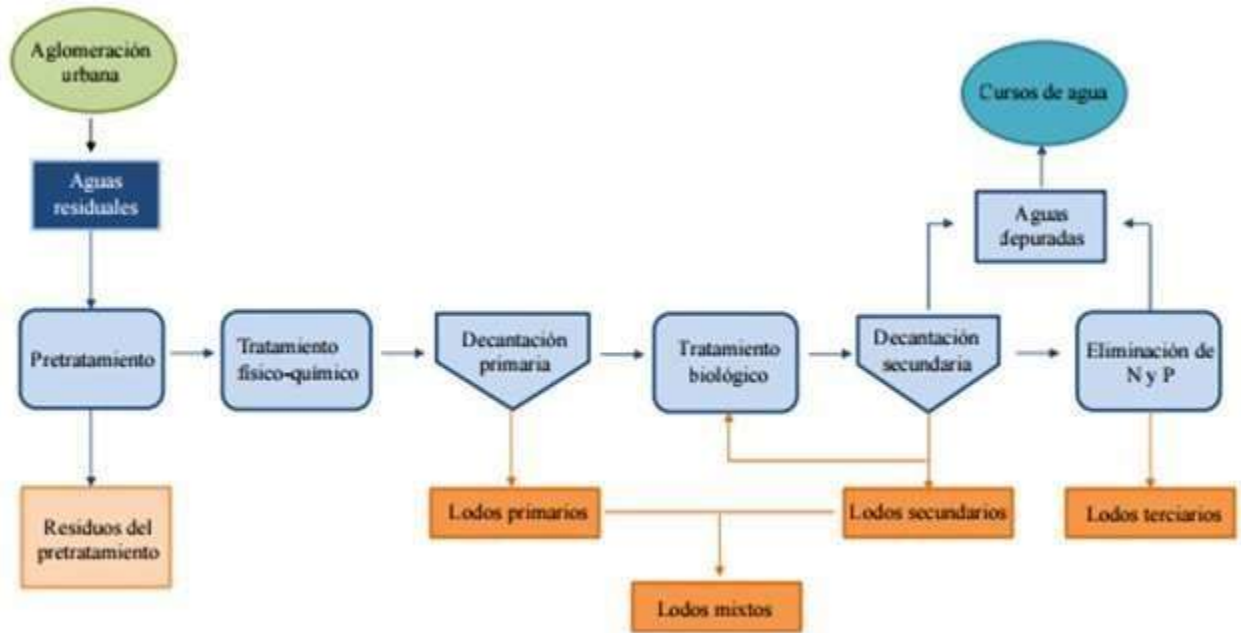 Aglomeración
urbana
Cursos de agua
Aguas
residuales
Aguas
depuradas
Pretratamiento
Tratamiento
físico-químico
Decantación
primaria
Tratamiento
biológico
Decantación
secundaria
Eliminación de
N y P
Residuos del
pretratamiento
Lodos primarios
Lodos secundarios
Lodos terciarios
Lodos mixtos